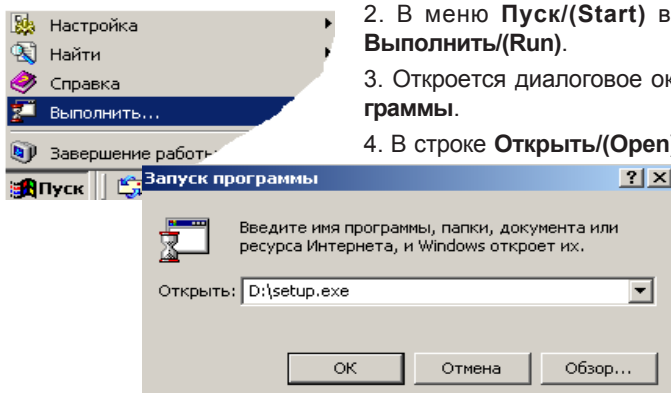 Настройка
Найти
Справка
Выполнить...
Завершение работы
Пуск
2. В меню Пуск/(Start)
Выполнить/(Run).
3. Откроется диалоговое
граммы.
4. В строке Открыть/(Open)
Запуск программы
Введите имя программы, папки, документа или
ресурса Интернета, и Windows откроет их.
Открыть: D:\setup.exe
ОК Отмена Обзор...